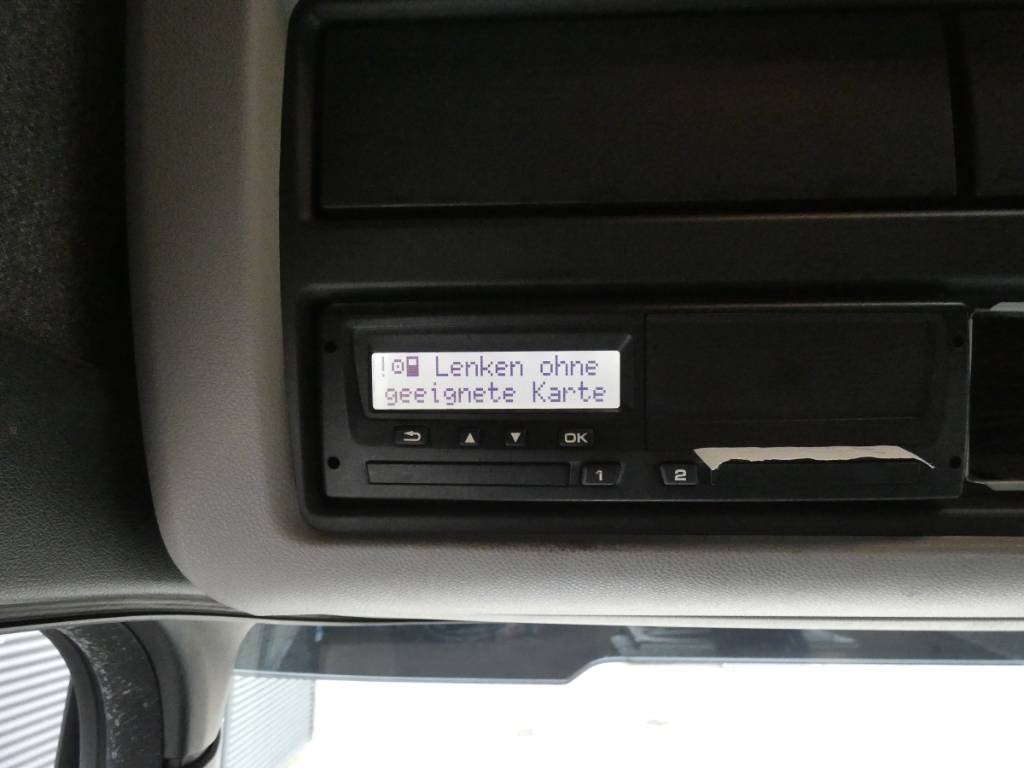 ! Lenken ohne
geeignete Karte
OK
1 2